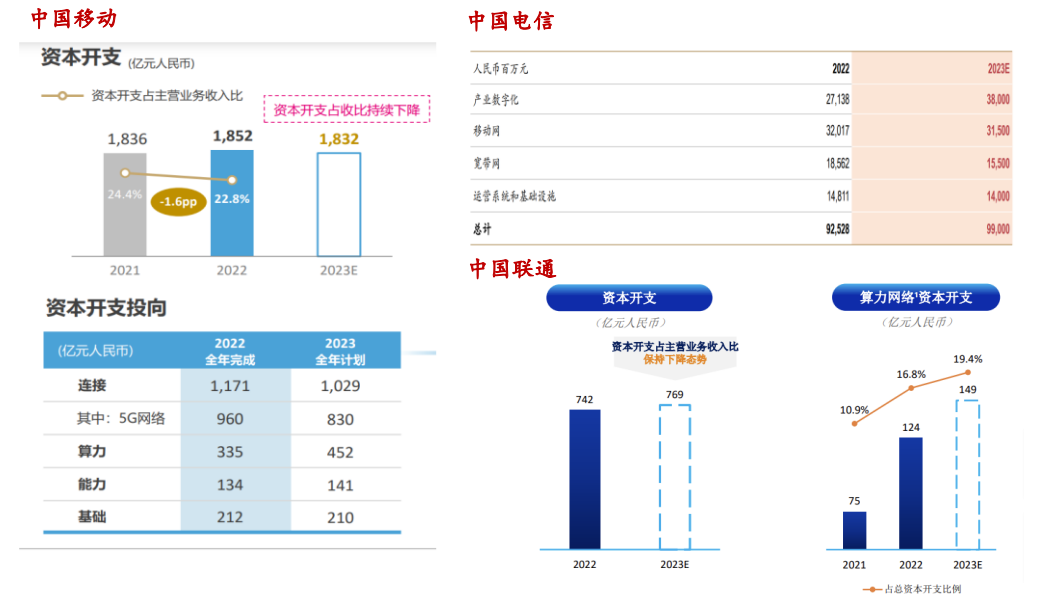 中国移动
资本开支 (亿元人民币)
资本开支占主营业务收入比
资本开支占收比持续下降
1,836 1,852 1,832
24.4% -1.6pp 22.8%
2021 2022 2023E
资本开支投向
(亿元人民币) 2022 全年完成 2023 全年计划
连接 1,171 1,029
其中：5G网络 960 830
算力 335 452
能力 134 141
基础 212 210
中国电信
人民币百万元 2022 2023E
产业数字化 27,138 38,000
移动网 32,017 31,500
宽带网 18,562 15,500
运营系统和基础设施 14,811 14,000
总计 92,528 99,000
中国联通
资本开支
(亿元人民币)
资本开支占主营业务收入比
保持下降态势
742 769
2022 2023E
算力网络¹资本开支
(亿元人民币)
10.9% 16.8% 19.4%
75 124 149
2021 2022 2023E
占总资本开支比例